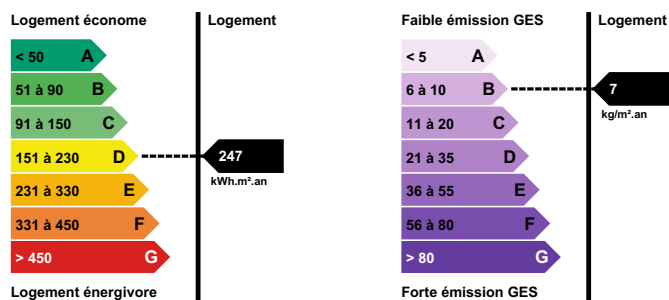 Logement économe
Logement
< 50 A
51 à 90 B
91 à 150 C
151 à 230 D
247
kWh.m².an
231 à 330 E
331 à 450 F
> 450 G
Logement énergivore
Faible émission GES
Logement
< 5 A
6 à 10 B
7
kg/m².an
11 à 20 C
21 à 35 D
36 à 55 E
56 à 80 F
> 80 G
Forte émission GES